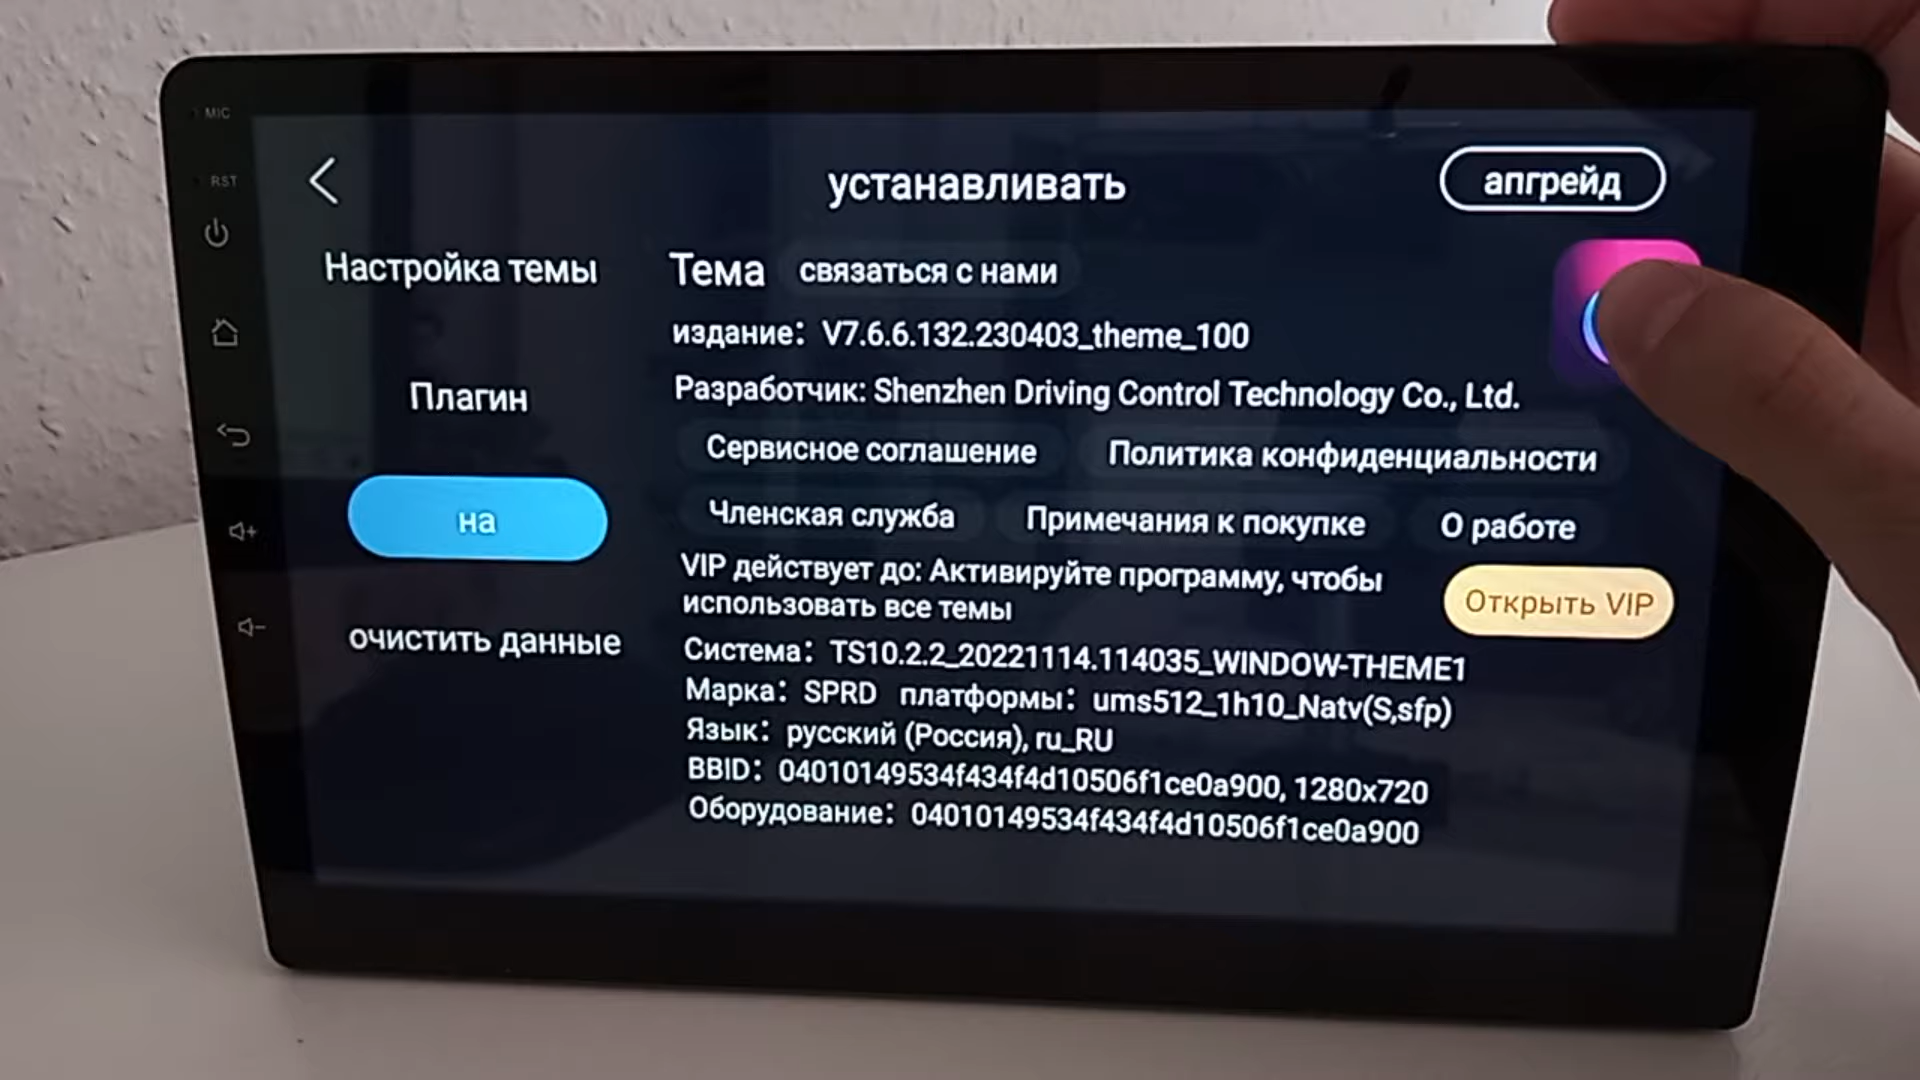 MIC
RST
устанавливать
апгрейд
Настройка темы
Плагин
на
очистить данные
Тема связаться с нами
издание: V7.6.6.132.230403_theme_100
Разработчик: Shenzhen Driving Control Technology Co., Ltd.
Сервисное соглашение Политика конфиденциальности
Членская служба Примечания к покупке О работе
VIP действует до: Активируйте программу, чтобы
использовать все темы
Открыть VIP
Система: TS10.2.2_20221114.114035_WINDOW-THEME1
Марка: SPRD платформы: ums512_1h10_Natv(S,sfp)
Язык: русский (Россия), ru_RU
BBID: 04010149534f434f4d10506f1ce0a900, 1280x720
Оборудование: 04010149534f434f4d10506f1ce0a900